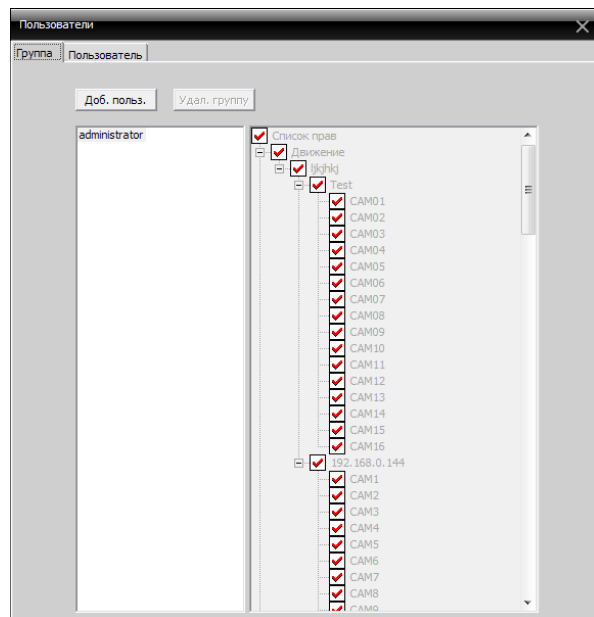 Пользователи
Группа Пользователь
Доб. польз. Удал. группу
administrator
Список прав
Движение
ljkjhkj
Test
CAM01
CAM02
CAM03
CAM04
CAM05
CAM06
CAM07
CAM08
CAM09
CAM10
CAM11
CAM12
CAM13
CAM14
CAM15
CAM16
192.168.0.144
CAM1
CAM2
CAM3
CAM4
CAM5
CAM6
CAM7
CAM8
CAM9